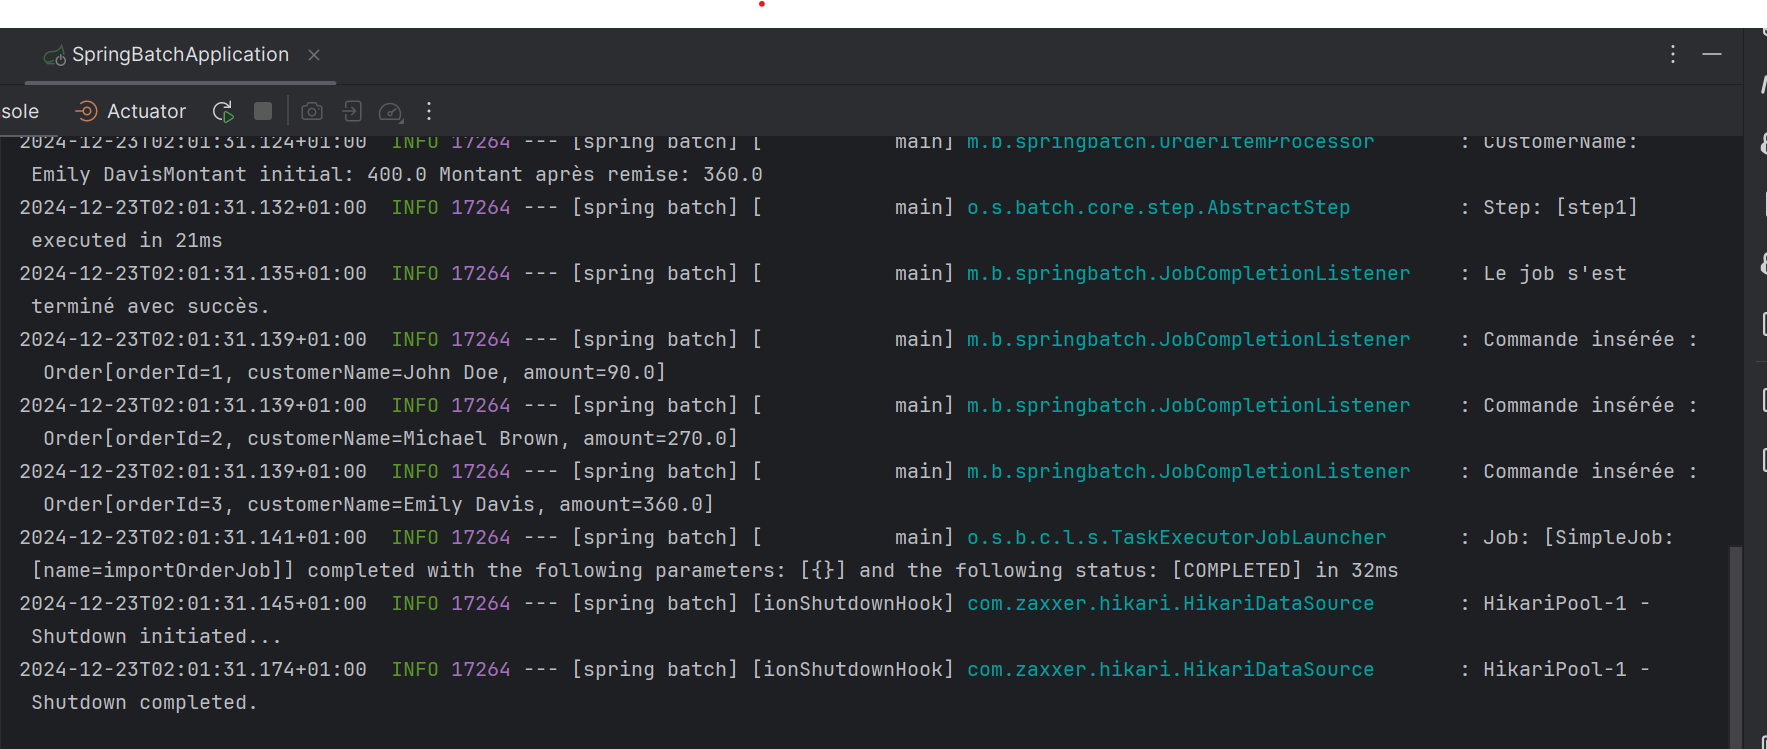 SpringBatchApplication
sole Actuator
2024-12-23T02:01:31.124+01:00  INFO 17264 --- [spring batch] [           main] m.b.springbatch.OrderItemProcessor       : CustomerName:
Emily DavisMontant initial: 400.0 Montant après remise: 360.0
2024-12-23T02:01:31.132+01:00  INFO 17264 --- [spring batch] [           main] o.s.batch.core.step.AbstractStep         : Step: [step1]
executed in 21ms
2024-12-23T02:01:31.135+01:00  INFO 17264 --- [spring batch] [           main] m.b.springbatch.JobCompletionListener    : Le job s'est
terminé avec succès.
2024-12-23T02:01:31.139+01:00  INFO 17264 --- [spring batch] [           main] m.b.springbatch.JobCompletionListener    : Commande insérée :
Order[orderId=1, customerName=John Doe, amount=90.0]
2024-12-23T02:01:31.139+01:00  INFO 17264 --- [spring batch] [           main] m.b.springbatch.JobCompletionListener    : Commande insérée :
Order[orderId=2, customerName=Michael Brown, amount=270.0]
2024-12-23T02:01:31.139+01:00  INFO 17264 --- [spring batch] [           main] m.b.springbatch.JobCompletionListener    : Commande insérée :
Order[orderId=3, customerName=Emily Davis, amount=360.0]
2024-12-23T02:01:31.141+01:00  INFO 17264 --- [spring batch] [           main] o.s.b.c.l.s.TaskExecutorJobLauncher      : Job: [SimpleJob:
[name=importOrderJob]] completed with the following parameters: [{}] and the following status: [COMPLETED] in 32ms
2024-12-23T02:01:31.145+01:00  INFO 17264 --- [spring batch] [ionShutdownHook] com.zaxxer.hikari.HikariDataSource       : HikariPool-1 -
Shutdown initiated...
2024-12-23T02:01:31.174+01:00  INFO 17264 --- [spring batch] [ionShutdownHook] com.zaxxer.hikari.HikariDataSource       : HikariPool-1 -
Shutdown completed.